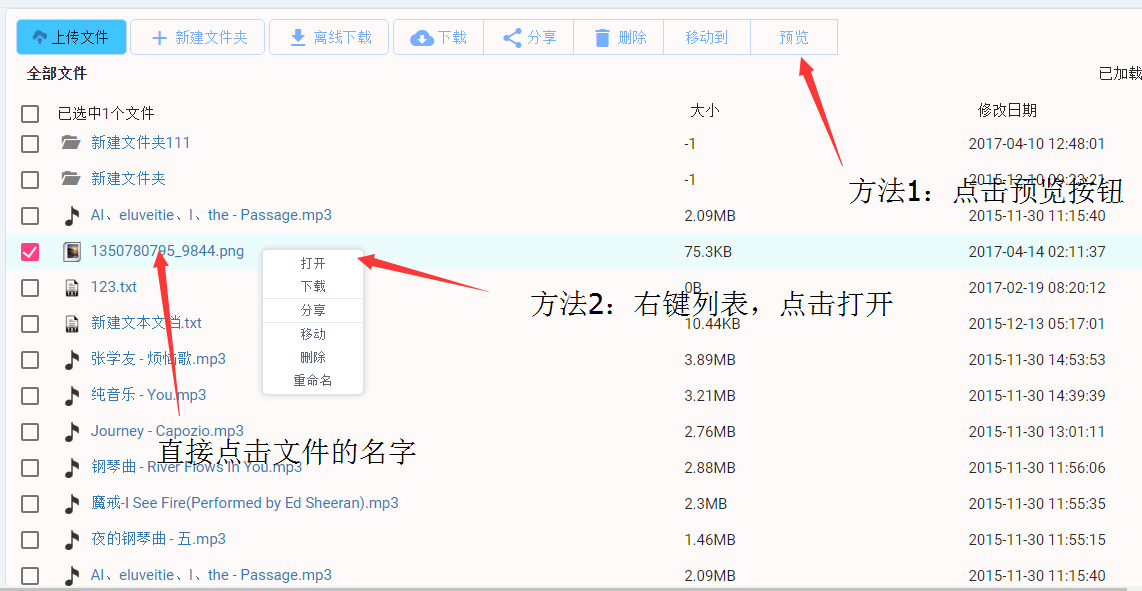 上传文件 新建文件夹 离线下载 下载 分享 删除 移动到 预览
全部文件 已加载
已选中1个文件 大小 修改日期
新建文件夹111 -1 2017-04-10 12:48:01
新建文件夹 -1 2015-12-10 09:23:21
方法1：点击预览按钮
Al、eluveitie、l、the - Passage.mp3 2.09MB 2015-11-30 11:15:40
1350780795_9844.png 75.3KB 2017-04-14 02:11:37
打开
下载
分享
移动
删除
重命名
123.txt 0B 2017-02-19 08:20:12
方法2：右键列表，点击打开
新建文本文档.txt 10.44KB 2015-12-13 05:17:01
张学友 - 烦恼歌.mp3 3.89MB 2015-11-30 14:53:53
纯音乐 - You.mp3 3.21MB 2015-11-30 14:39:39
Journey - Capozio.mp3 2.76MB 2015-11-30 13:01:11
直接点击文件的名字
钢琴曲 - River Flows In You.mp3 2.88MB 2015-11-30 11:56:06
魔戒-I See Fire(Performed by Ed Sheeran).mp3 2.3MB 2015-11-30 11:55:35
夜的钢琴曲 - 五.mp3 1.46MB 2015-11-30 11:55:15
Al、eluveitie、l、the - Passage.mp3 2.09MB 2015-11-30 11:15:40